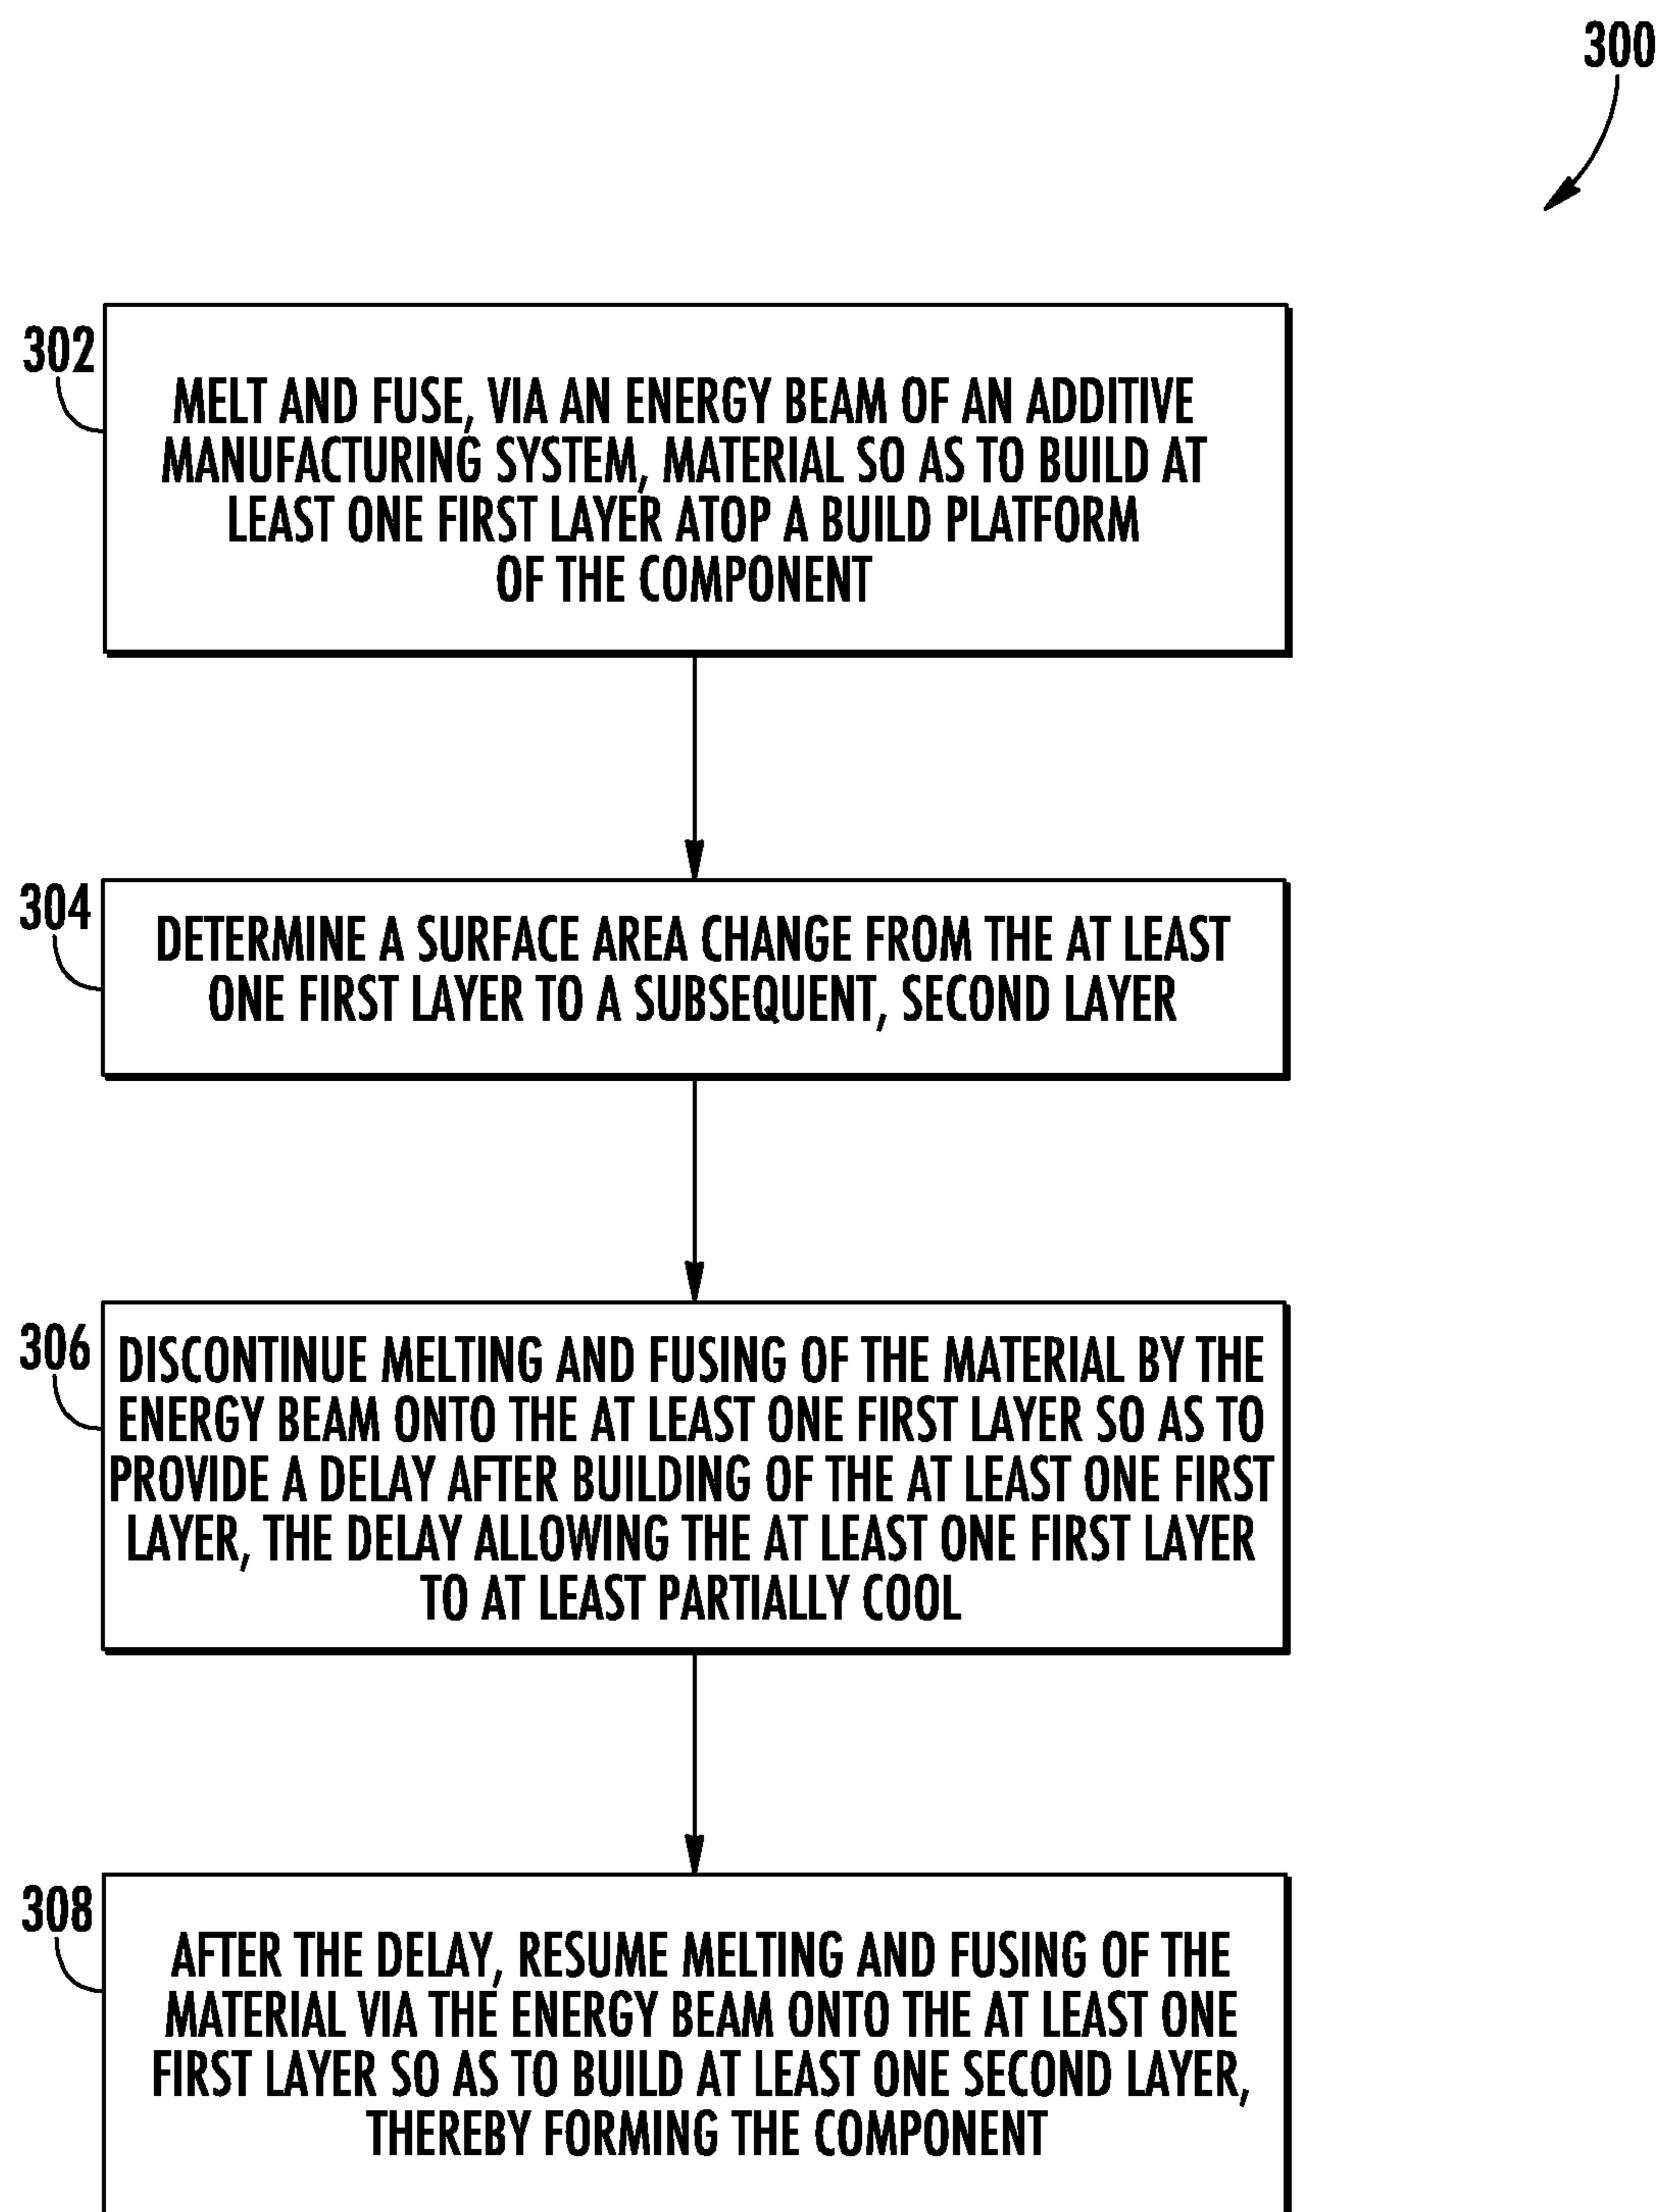 300
302
MELT AND FUSE, VIA AN ENERGY BEAM OF AN ADDITIVE
MANUFACTURING SYSTEM, MATERIAL SO AS TO BUILD AT
LEAST ONE FIRST LAYER ATOP A BUILD PLATFORM
OF THE COMPONENT
304
DETERMINE A SURFACE AREA CHANGE FROM THE AT LEAST
ONE FIRST LAYER TO A SUBSEQUENT, SECOND LAYER
306
DISCONTINUE MELTING AND FUSING OF THE MATERIAL BY THE
ENERGY BEAM ONTO THE AT LEAST ONE FIRST LAYER SO AS TO
PROVIDE A DELAY AFTER BUILDING OF THE AT LEAST ONE FIRST
LAYER, THE DELAY ALLOWING THE AT LEAST ONE FIRST LAYER
TO AT LEAST PARTIALLY COOL
308
AFTER THE DELAY, RESUME MELTING AND FUSING OF THE
MATERIAL VIA THE ENERGY BEAM ONTO THE AT LEAST ONE
FIRST LAYER SO AS TO BUILD AT LEAST ONE SECOND LAYER,
THEREBY FORMING THE COMPONENT